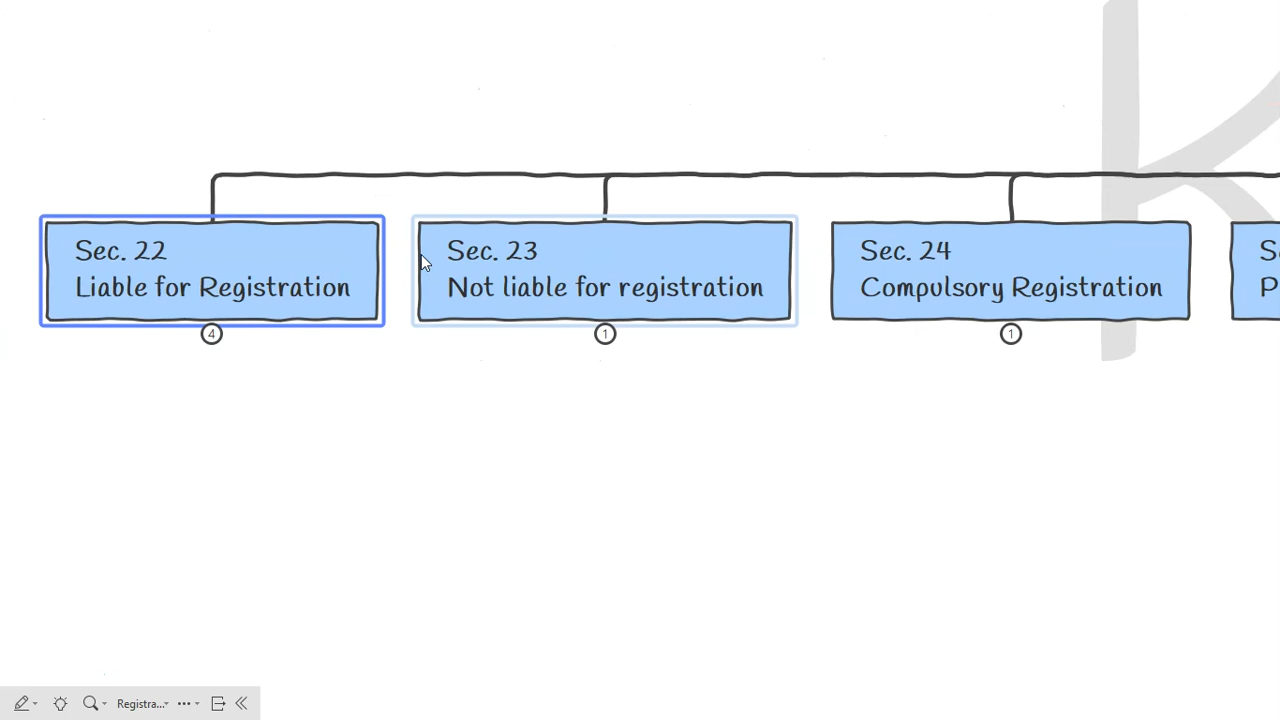 Sec. 22
Liable for Registration
4
Sec. 23
Not liable for registration
1
Sec. 24
Compulsory Registration
1
Registra...